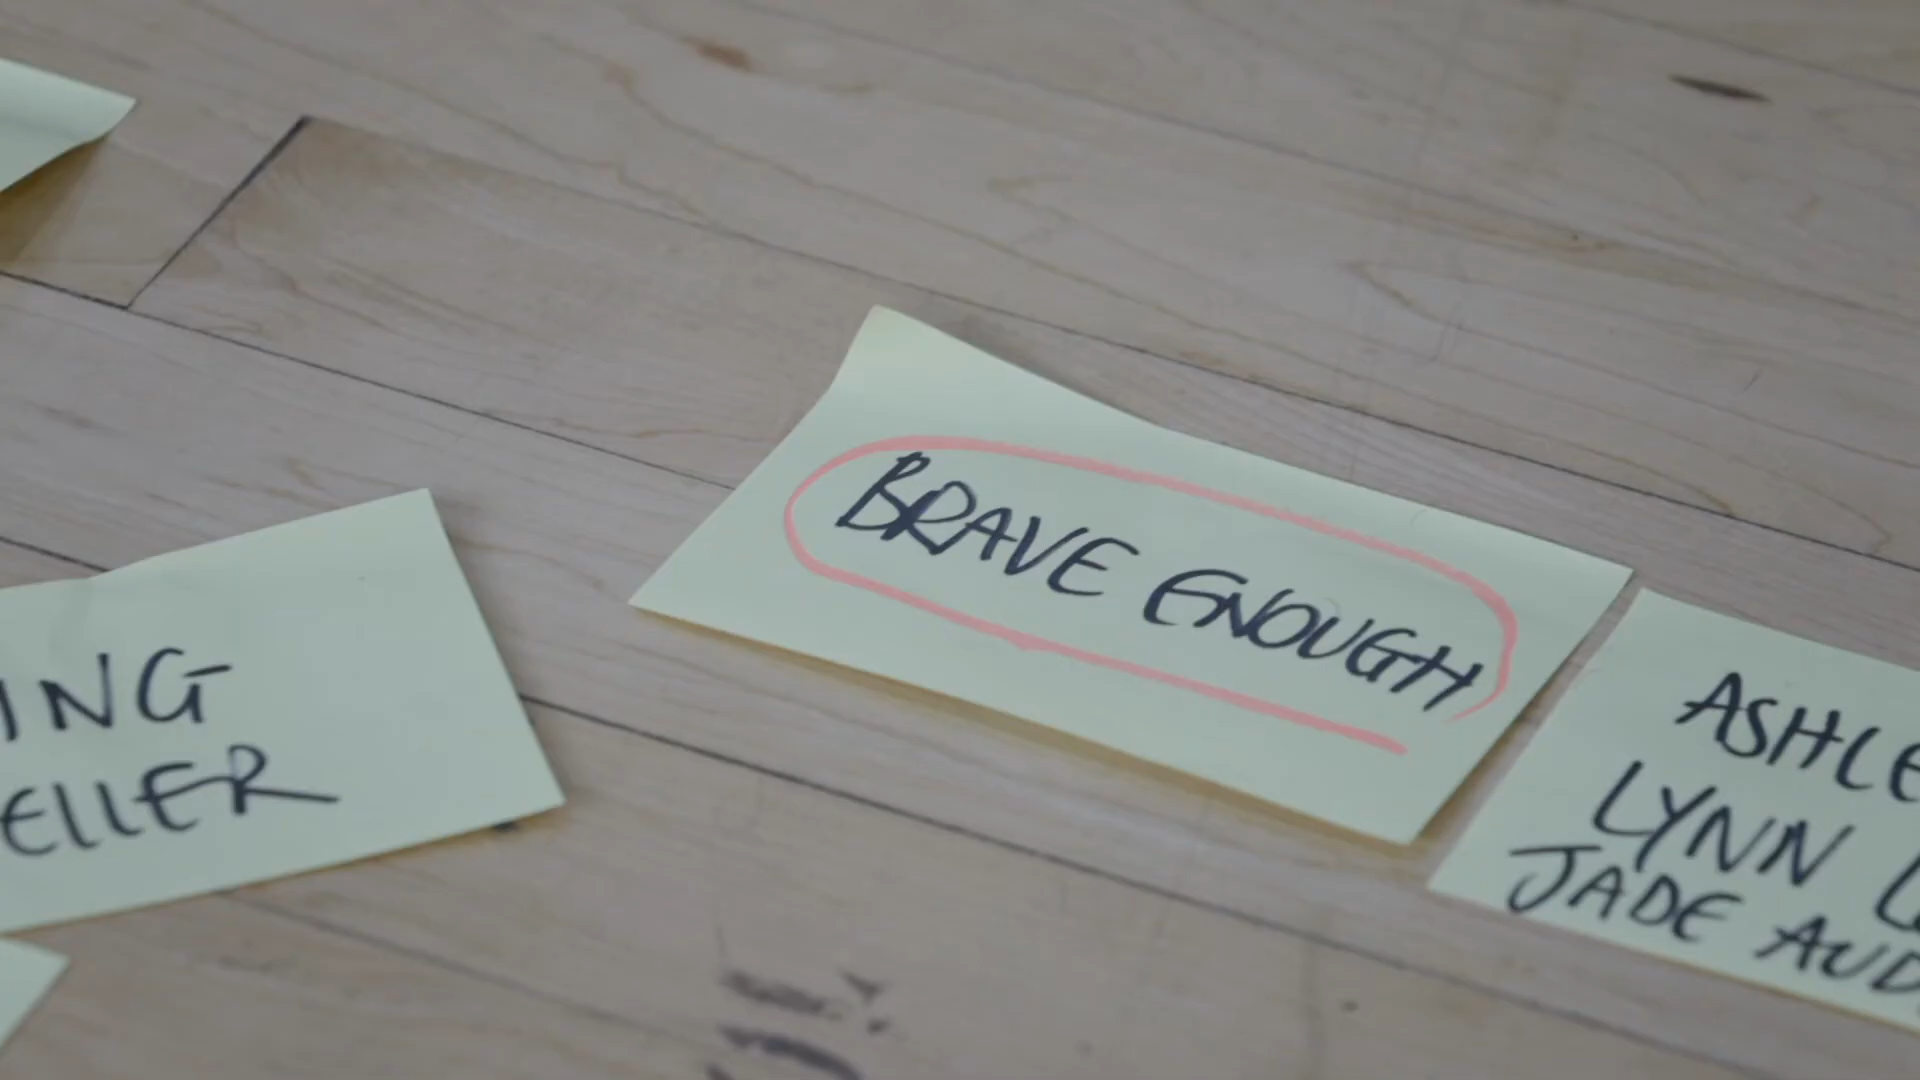 BRAVE ENOUGH
ING
ELLER
ASHLE
LYNN
JADE AUD